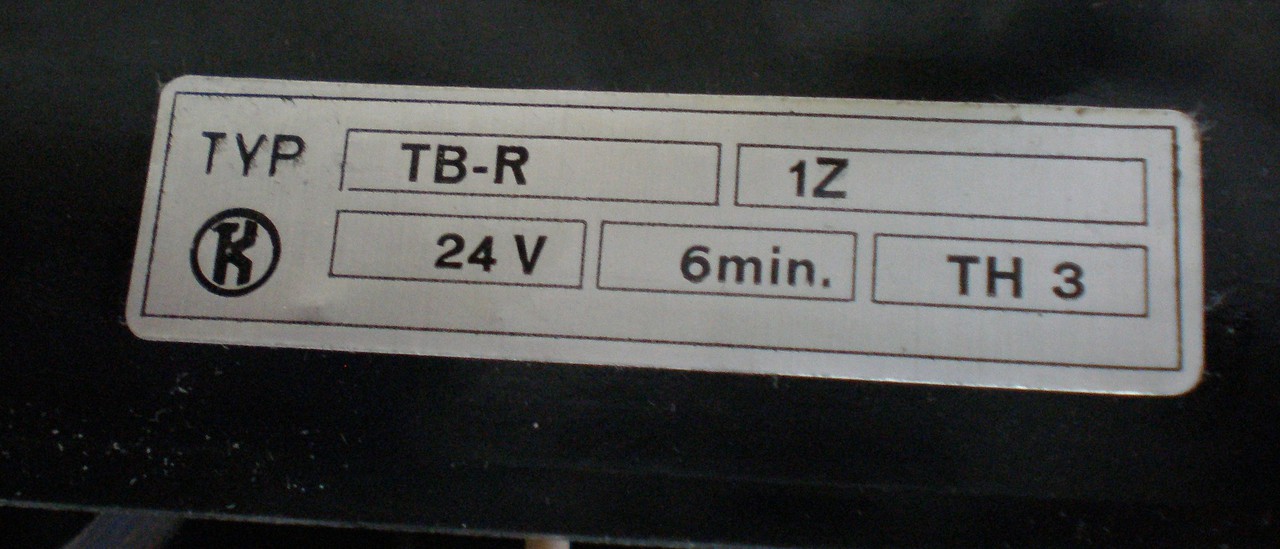 TYP TB-R 1Z
K 24 V 6min. TH 3